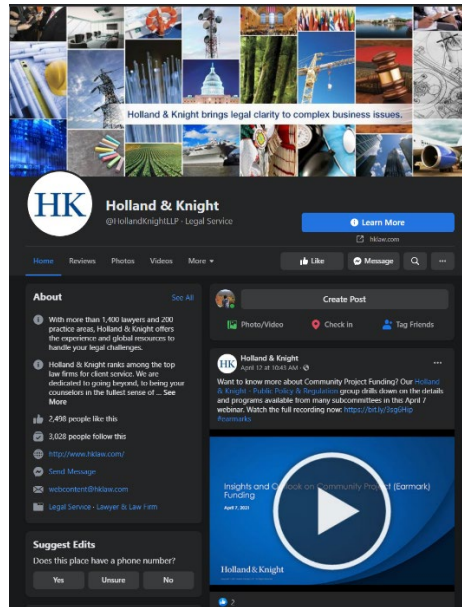 Holland & Knight brings legal clarity to complex business issues.
HK
Holland & Knight
@HollandKnightLLP · Legal Service
Learn More
hklaw.com
Home Reviews Photos Videos More
Like
Message
About
See All
With more than 1,400 lawyers and 200
practice areas, Holland & Knight offers
the experience and global resources to
handle your legal challenges.
Holland & Knight ranks among the top
law firms for client service. We are
dedicated to going beyond, to being your
counselors in the fullest sense of ... See
More
2,498 people like this
3,028 people follow this
http://www.hklaw.com/
Send Message
webcontent@hklaw.com
Legal Service · Lawyer & Law Firm
Suggest Edits
Does this place have a phone number?
Yes Unsure No
Create Post
Photo/Video Check in Tag Friends
HK
Holland & Knight
April 12 at 10:45 AM ·
Want to know more about Community Project Funding? Our Holland
& Knight - Public Policy & Regulation group drills down on the details
and programs available from many subcommittees in this April 7
webinar. Watch the full recording now: https://bit.ly/3sgGHip
#earmarks
Insights and Outlook on Community Project (Earmark)
Funding
April 7, 2021
Holland & Knight
2